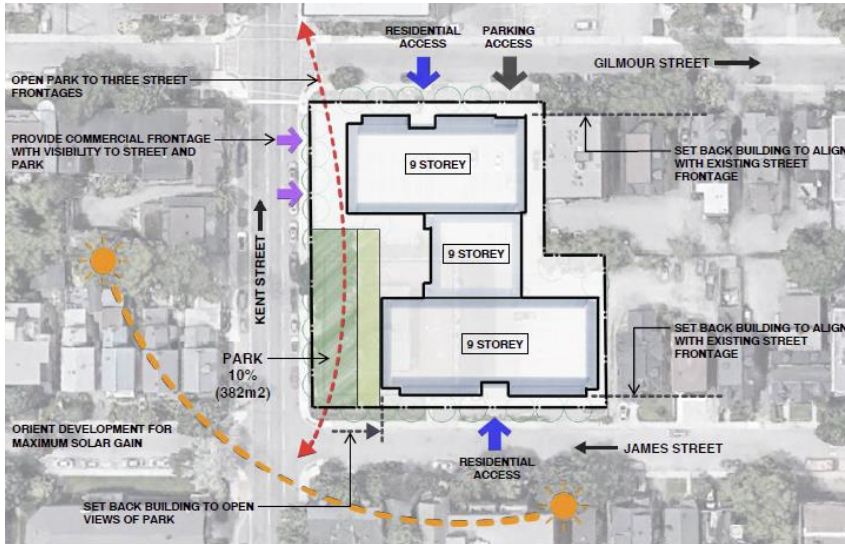 RESIDENTIAL
ACCESS
PARKING
ACCESS
GILMOUR STREET
OPEN PARK TO THREE STREET
FRONTAGES
PROVIDE COMMERCIAL FRONTAGE
WITH VISIBILITY TO STREET AND
PARK
SET BACK BUILDING TO ALIGN
WITH EXISTING STREET
FRONTAGE
9 STOREY
KENT STREET
9 STOREY
9 STOREY
SET BACK BUILDING TO ALIGN
WITH EXISTING STREET
FRONTAGE
PARK
10%
(382m2)
ORIENT DEVELOPMENT FOR
MAXIMUM SOLAR GAIN
JAMES STREET
RESIDENTIAL
ACCESS
SET BACK BUILDING TO OPEN
VIEWS OF PARK